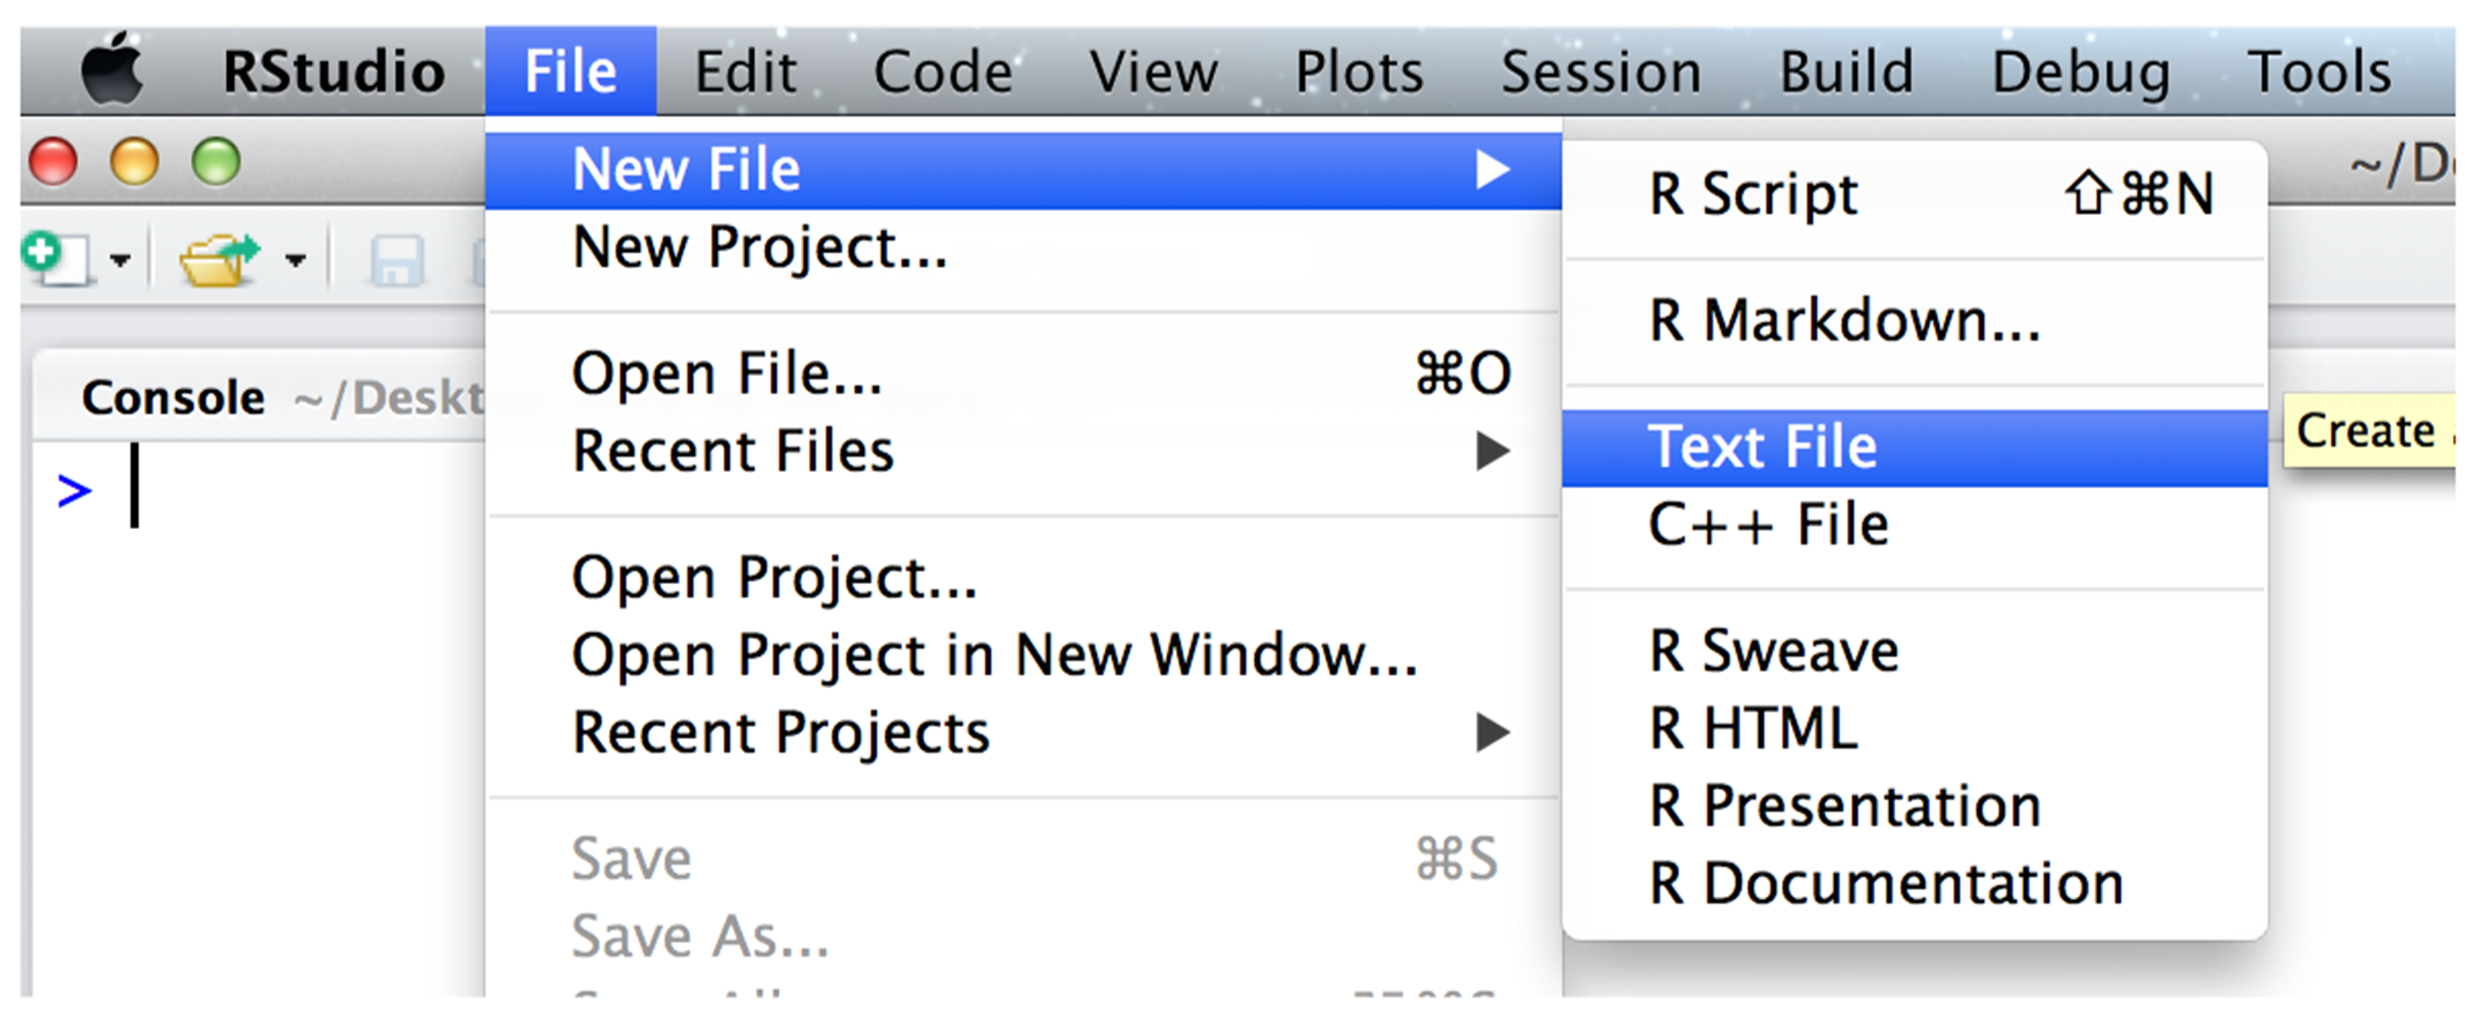 RStudio File Edit Code View Plots Session Build Debug Tools
~/D
New File
New Project...
Open File... ⌘O
Recent Files
Open Project...
Open Project in New Window...
Recent Projects
Save ⌘S
Save As...
R Script ⇧⌘N
R Markdown...
Text File
C++ File
R Sweave
R HTML
R Presentation
R Documentation
Create
Console ~/Deskt
>